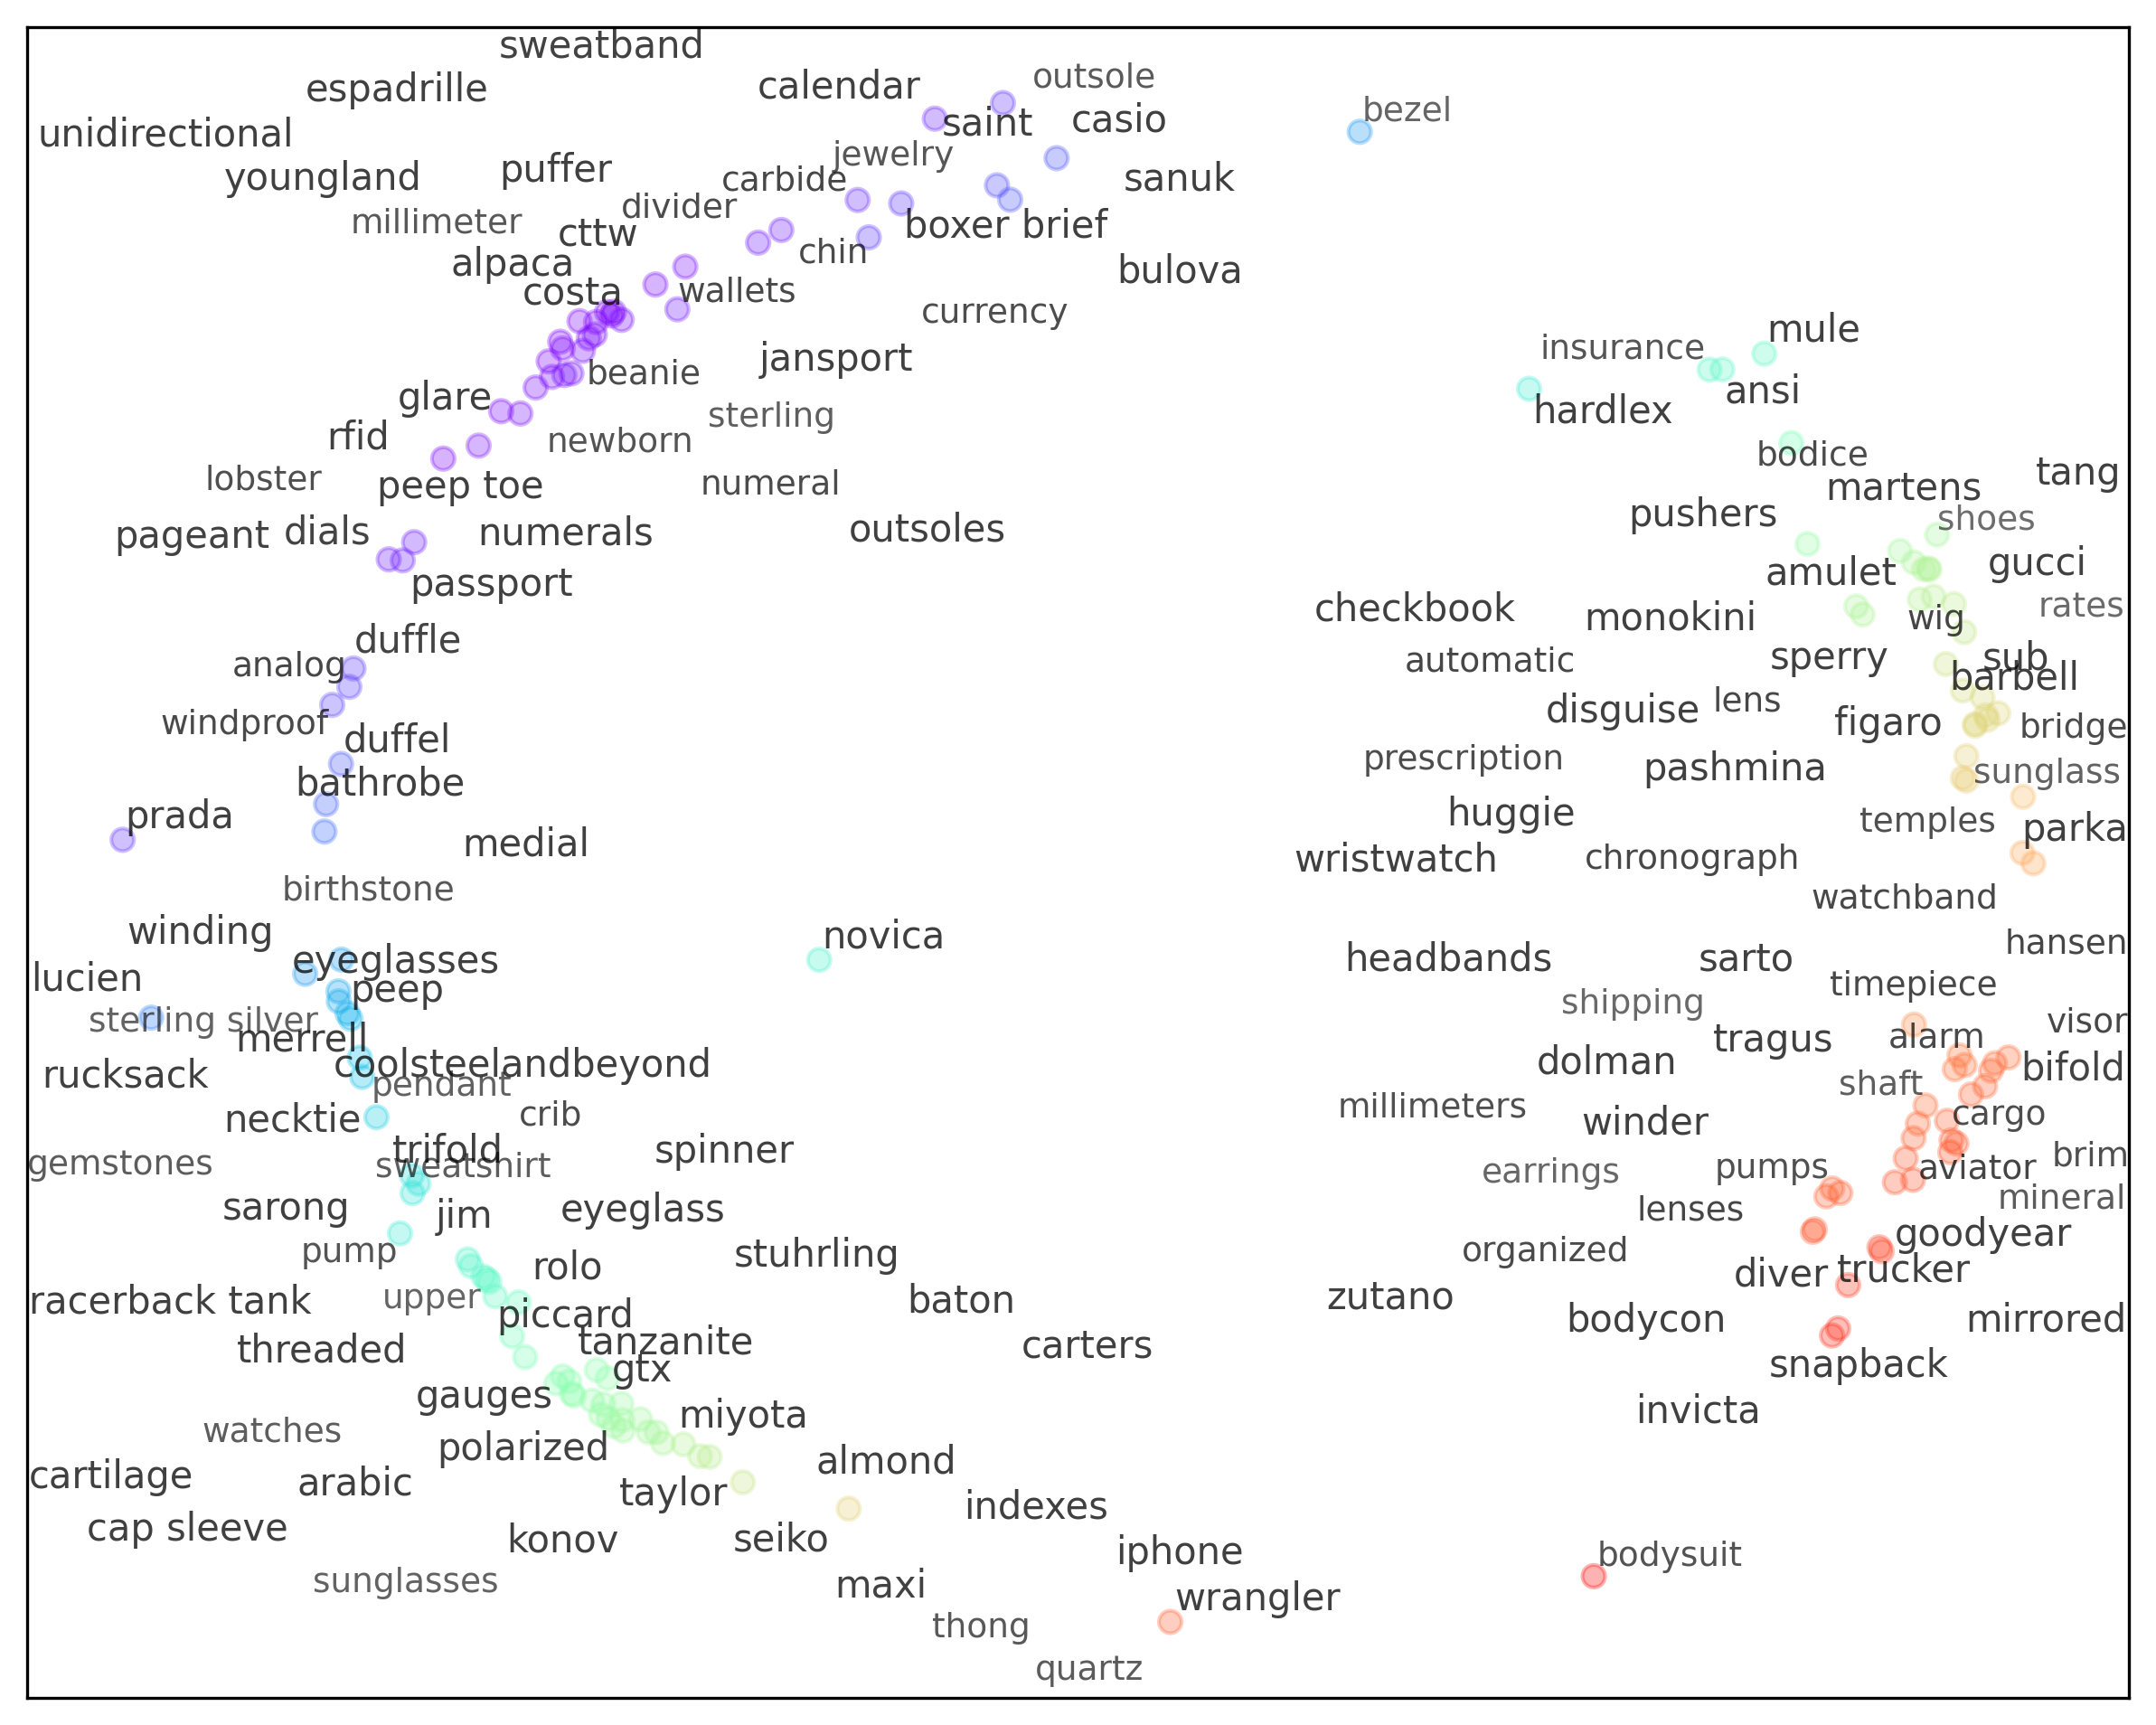 sweatband
outsole
calendar
espadrille
bezel
saint
casio
unidirectional
jewelry
puffer
youngland
carbide
sanuk
divider
millimeter
boxer brief
cttw
chin
alpaca
bulova
costa
wallets
currency
mule
insurance
jansport
beanie
glare
ansi
hardlex
sterling
rfid
newborn
bodice
tang
lobster
peep toe
numeral
martens
pushers
shoes
pageant
dials
numerals
outsoles
gucci
amulet
passport
checkbook
monokini
wig
rates
duffle
sperry
sub
analog
automatic
barbell
lens
disguise
windproof
figaro
bridge
duffel
prescription
pashmina
sunglass
bathrobe
prada
huggie
temples
parka
medial
wristwatch
chronograph
birthstone
watchband
winding
novica
hansen
eyeglasses
headbands
sarto
lucien
peep
timepiece
shipping
sterling silver
visor
merrell
tragus
alarm
coolsteelandbeyond
dolman
bifold
rucksack
pendant
shaft
millimeters
crib
necktie
winder
cargo
trifold
spinner
brim
gemstones
sweatshirt
pumps
aviator
earrings
mineral
sarong
jim
eyeglass
lenses
goodyear
pump
stuhrling
organized
rolo
diver
trucker
racerback tank
upper
baton
zutano
piccard
bodycon
mirrored
threaded
tanzanite
carters
gtx
snapback
gauges
miyota
invicta
watches
polarized
almond
cartilage
arabic
taylor
indexes
cap sleeve
konov
seiko
iphone
bodysuit
sunglasses
maxi
wrangler
thong
quartz